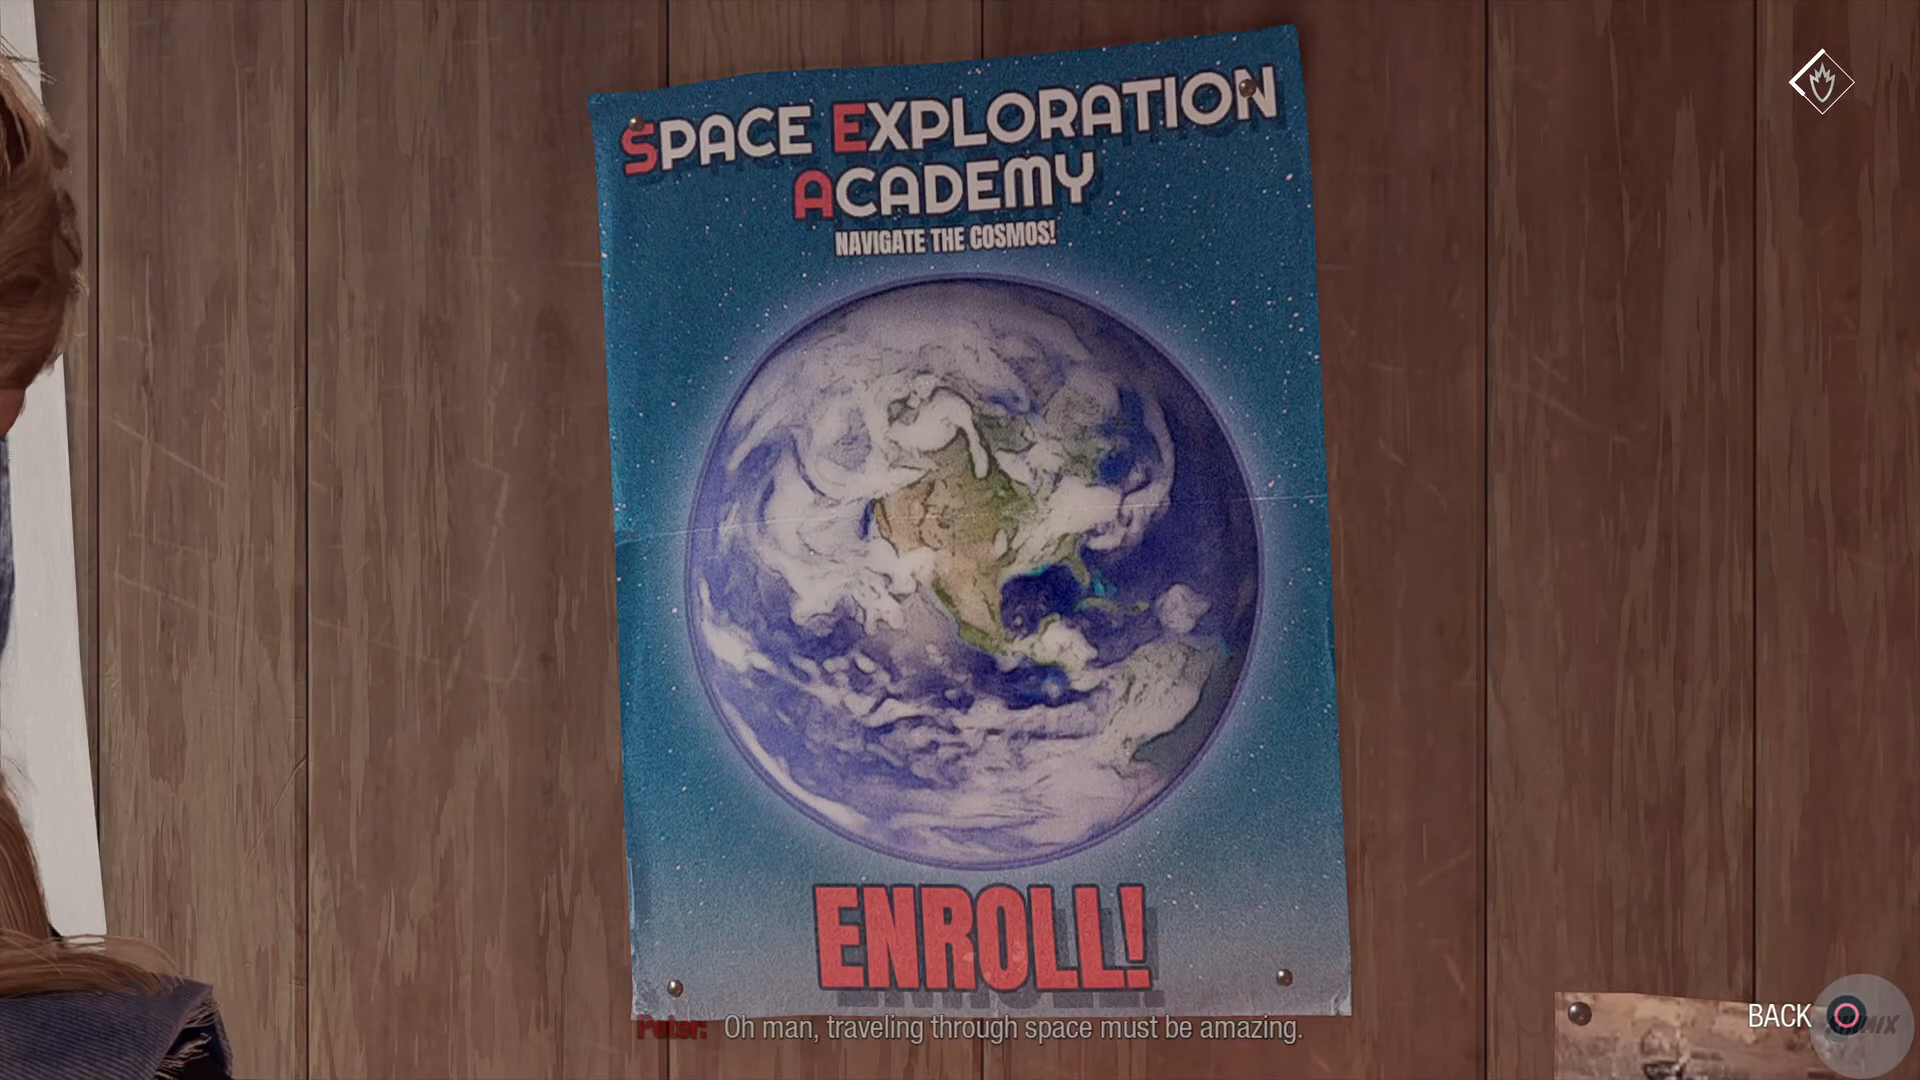 SPACE EXPLORATION
ACADEMY
NAVIGATE THE COSMOS!
ENROLL!
Peter: Oh man, traveling through space must be amazing.
BACK